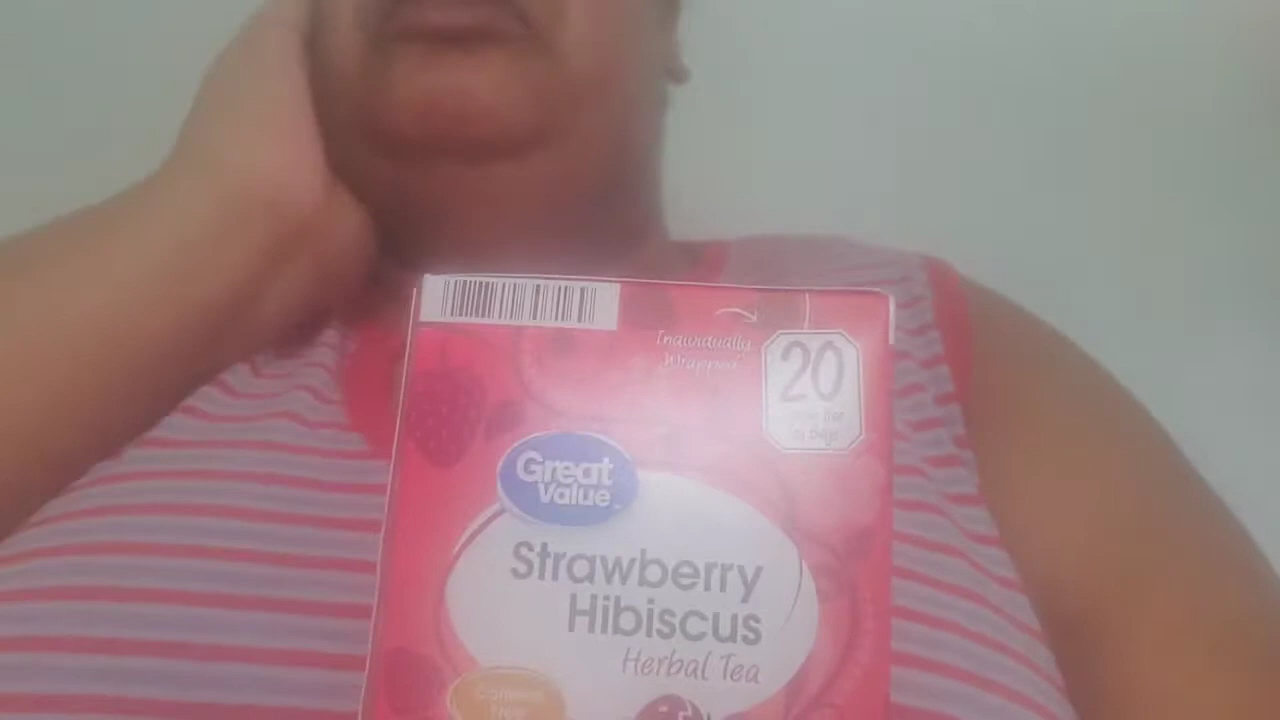 Individually
Wrapped
20
Great
Value
Strawberry
Hibiscus
Herbal Tea